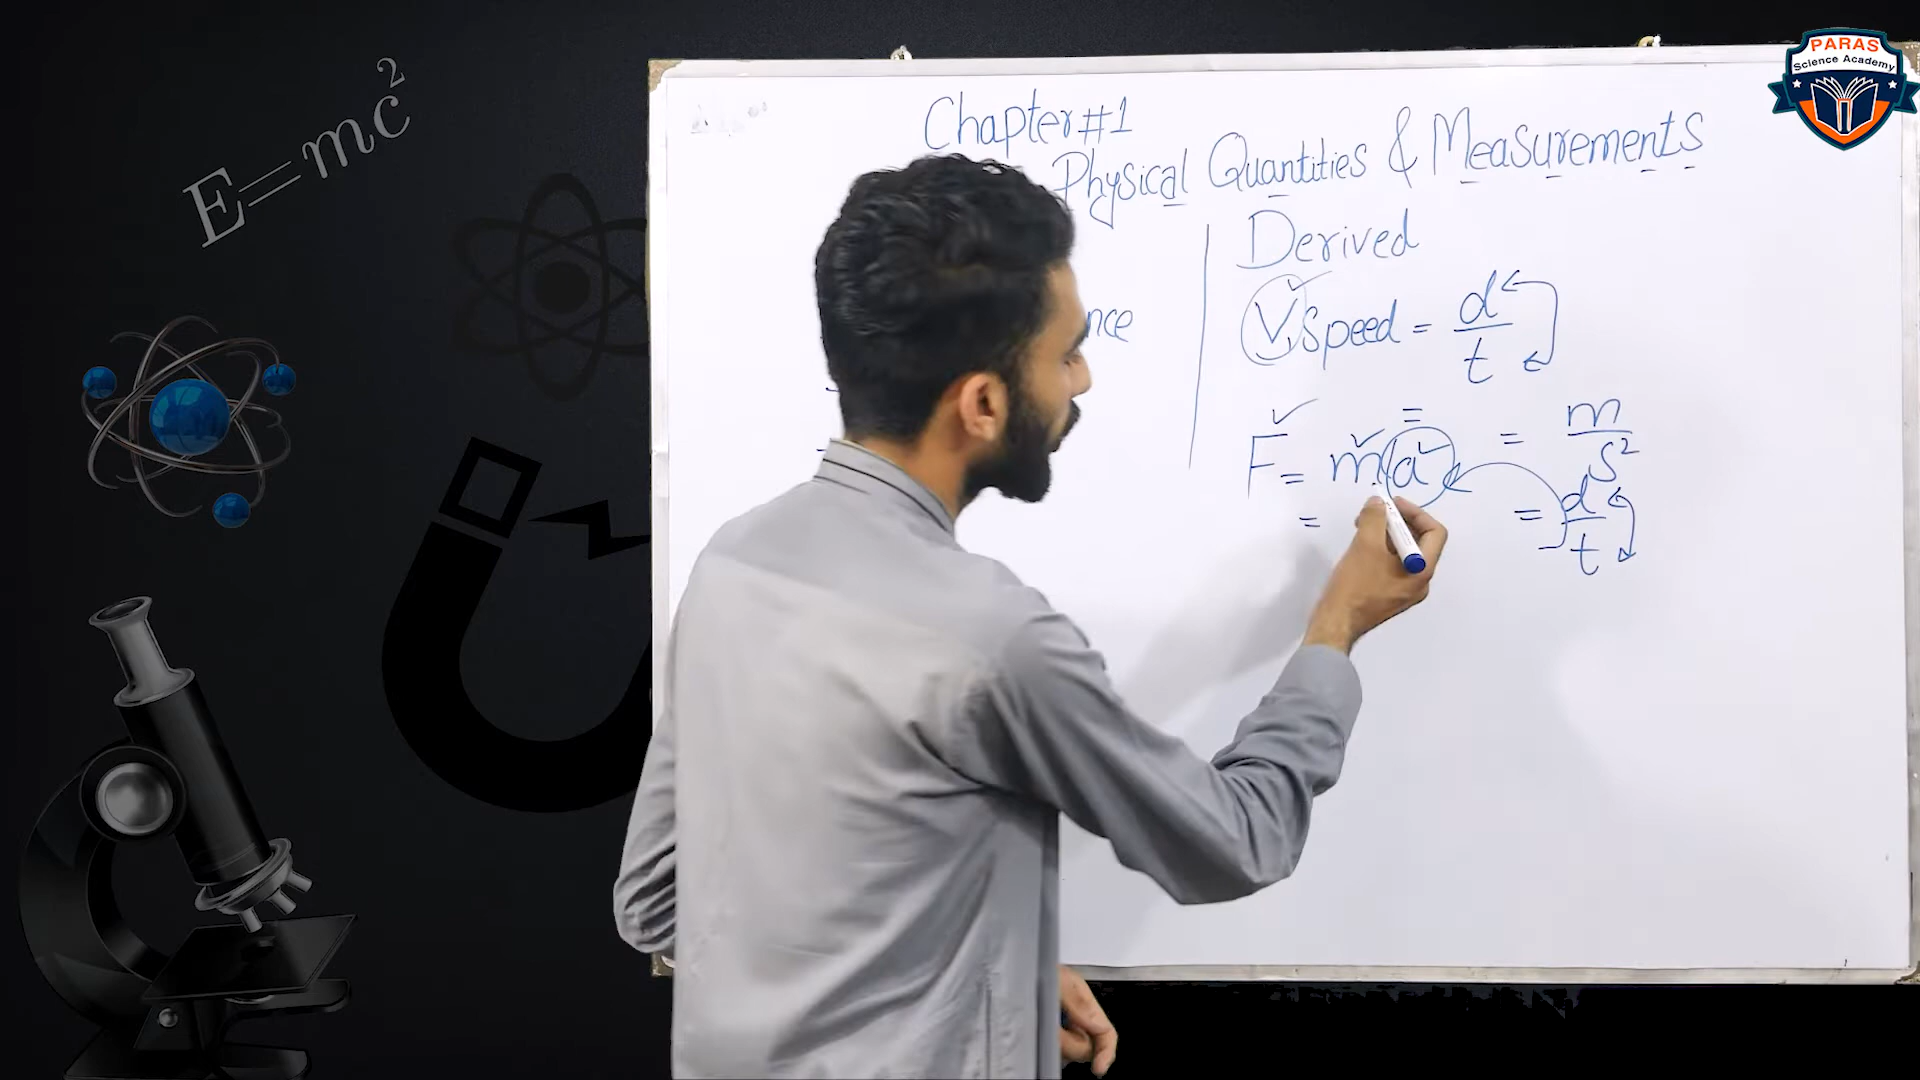 E=mc²
PARAS
Science Academy
Chapter #1
Physical Quantities & Measurements
Derived
V Speed = d/t
nce
F = ma = m/s²
= = d/t